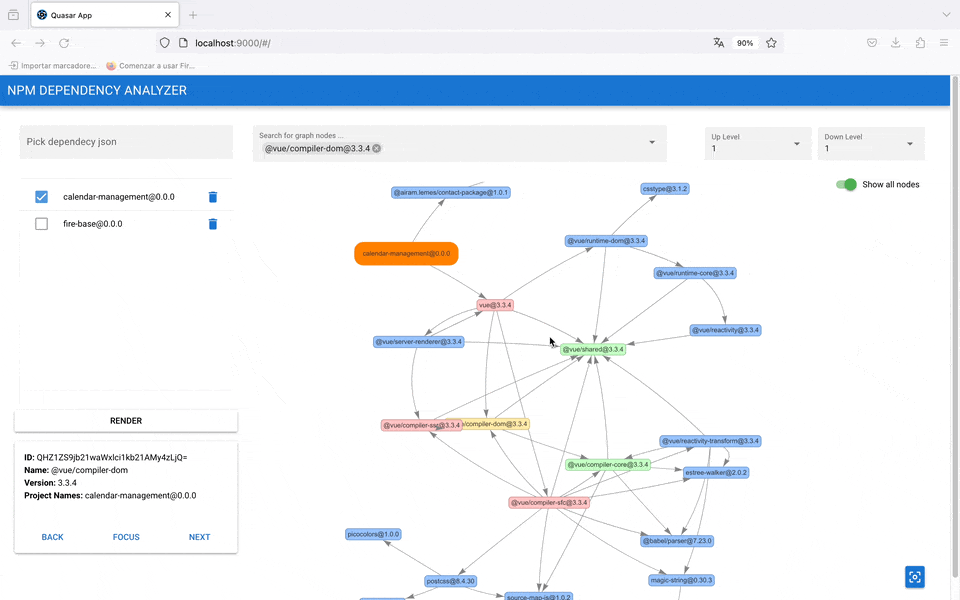 Quasar App
localhost:9000/#/
90%
Importar marcadore...
Comenzar a usar Fir...
NPM DEPENDENCY ANALYZER
Pick dependecy json
Search for graph nodes ...
@vue/compiler-dom@3.3.4
Up Level
1
Down Level
1
Show all nodes
calendar-management@0.0.0
fire-base@0.0.0
RENDER
ID: QHZ1ZS9jb21waWxlci1kb21AMy4zLjQ=
Name: @vue/compiler-dom
Version: 3.3.4
Project Names: calendar-management@0.0.0
BACK
FOCUS
NEXT
@airam.lemes/contact-package@1.0.1
csstype@3.1.2
calendar-management@0.0.0
@vue/runtime-dom@3.3.4
@vue/runtime-core@3.3.4
vue@3.3.4
@vue/reactivity@3.3.4
@vue/server-renderer@3.3.4
@vue/shared@3.3.4
@vue/compiler-ssr@3.3.4
/compiler-dom@3.3.4
@vue/reactivity-transform@3.3.4
@vue/compiler-core@3.3.4
estree-walker@2.0.2
@vue/compiler-sfc@3.3.4
picocolors@1.0.0
@babel/parser@7.23.0
postcss@8.4.30
magic-string@0.30.3
source-map-js@1.0.2